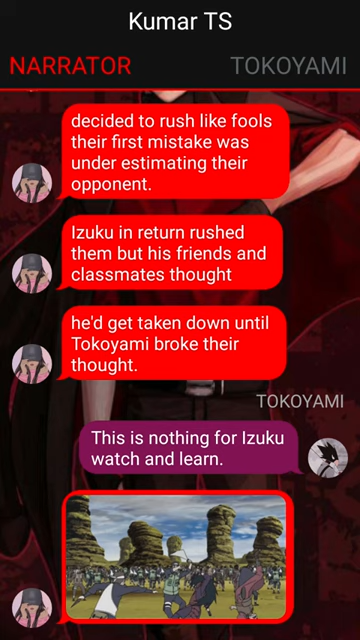 Kumar TS
NARRATOR TOKOYAMI
decided to rush like fools
their first mistake was
under estimating their
opponent.
Izuku in return rushed
them but his friends and
classmates thought
he'd get taken down until
Tokoyami broke their
thought.
TOKOYAMI
This is nothing for Izuku
watch and learn.